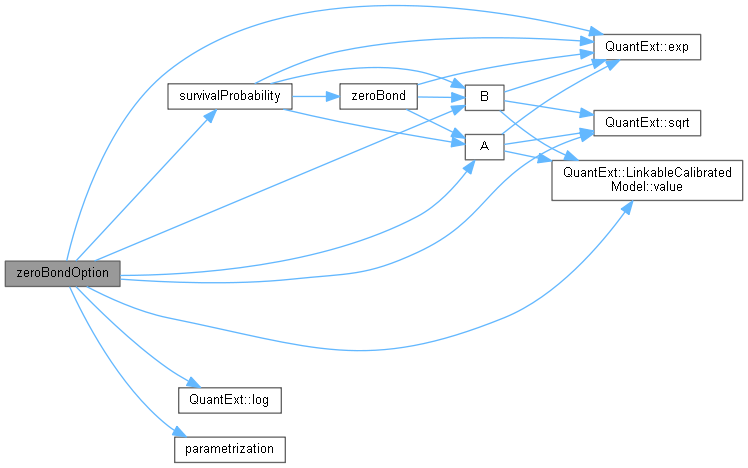 QuantExt::exp
survivalProbability
zeroBond
B
QuantExt::sqrt
A
QuantExt::LinkableCalibrated
Model::value
zeroBondOption
QuantExt::log
parametrization